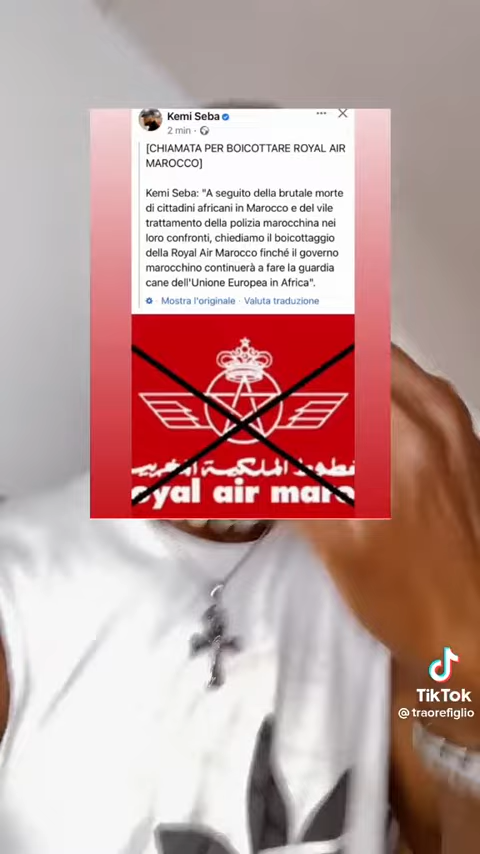 Kemi Seba
2 min
[CHIAMATA PER BOICOTTARE ROYAL AIR
MAROCCO]
Kemi Seba: "A seguito della brutale morte
di cittadini africani in Marocco e del vile
trattamento della polizia marocchina nei
loro confronti, chiediamo il boicottaggio
della Royal Air Marocco finché il governo
marocchino continuerà a fare la guardia
cane dell'Unione Europea in Africa".
Mostra l'originale · Valuta traduzione
الملكية
oyal air maro
TikTok
@traorefiglio